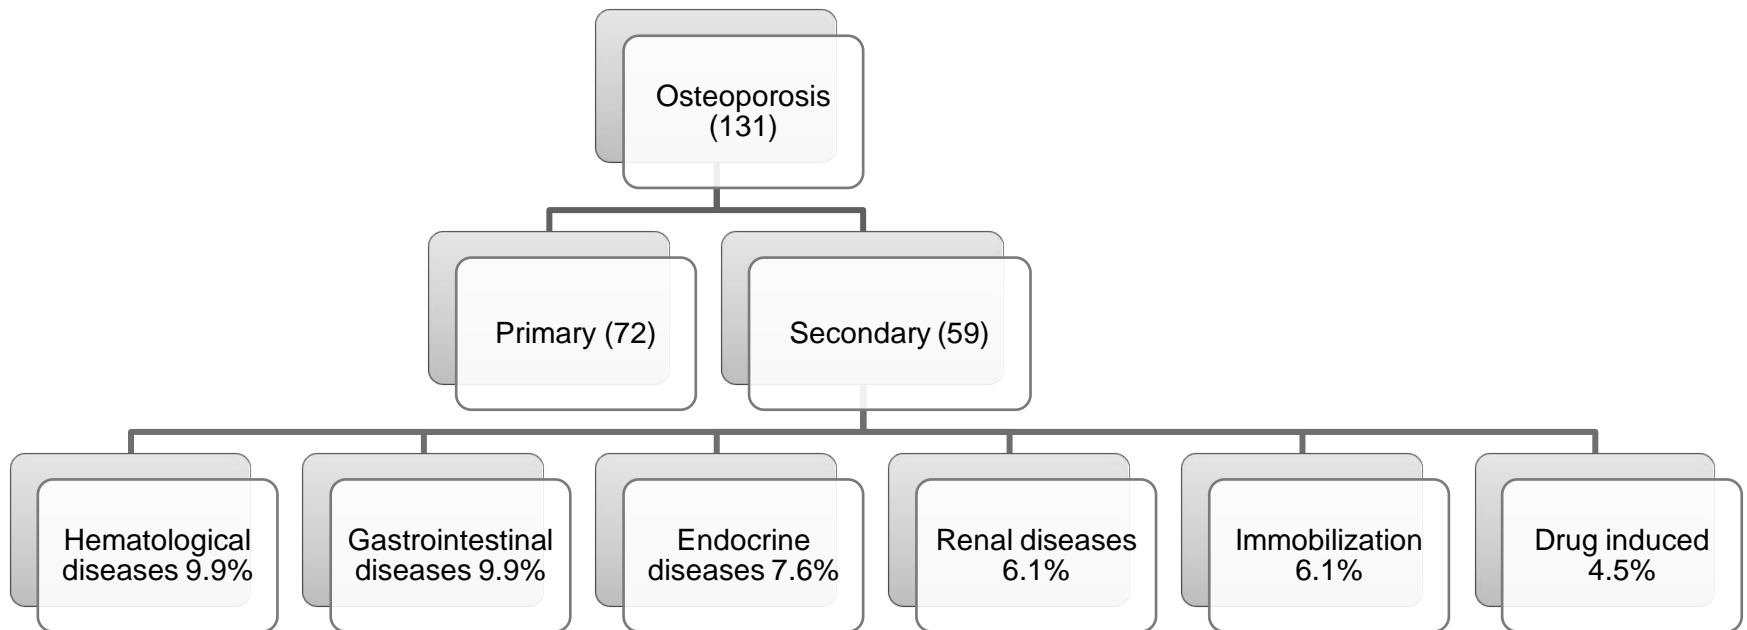 Osteoporosis
(131)
Primary (72)
Secondary (59)
Hematological
diseases 9.9%
Gastrointestinal
diseases 9.9%
Endocrine
diseases 7.6%
Renal diseases
6.1%
Immobilization
6.1%
Drug induced
4.5%